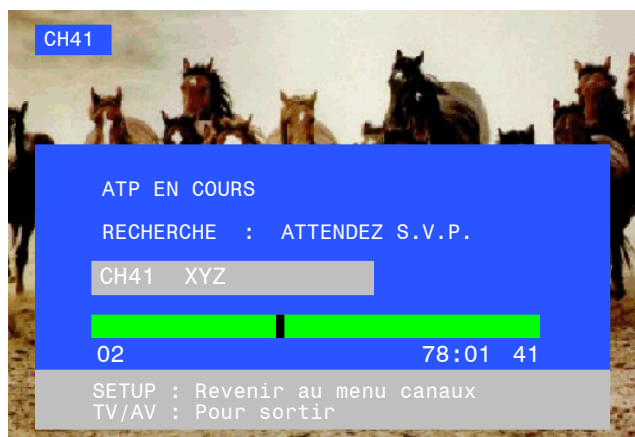 CH41
ATP EN COURS
RECHERCHE : ATTENDEZ S.V.P.
CH41 XYZ
02 78:01 41
SETUP : Revenir au menu canaux
TV/AV : Pour sortir